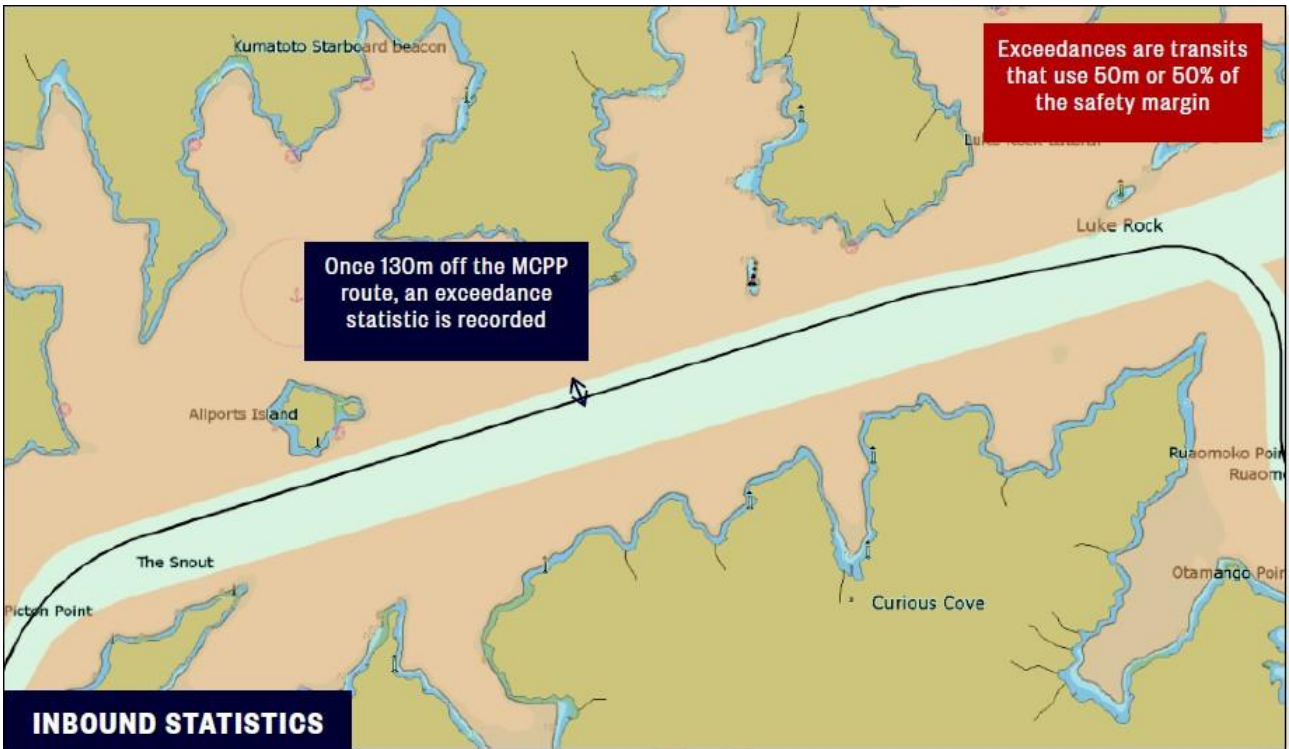 Kumatoto Starboard beacon
Exceedances are transits
that use 50m or 50% of
the safety margin
Luke Rock
Once 130m off the MCPP
route, an exceedance
statistic is recorded
Allports Island
Ruaomoko Poin
Ruaom
The Snout
Otamango Poin
Picton Point
Curious Cove
INBOUND STATISTICS